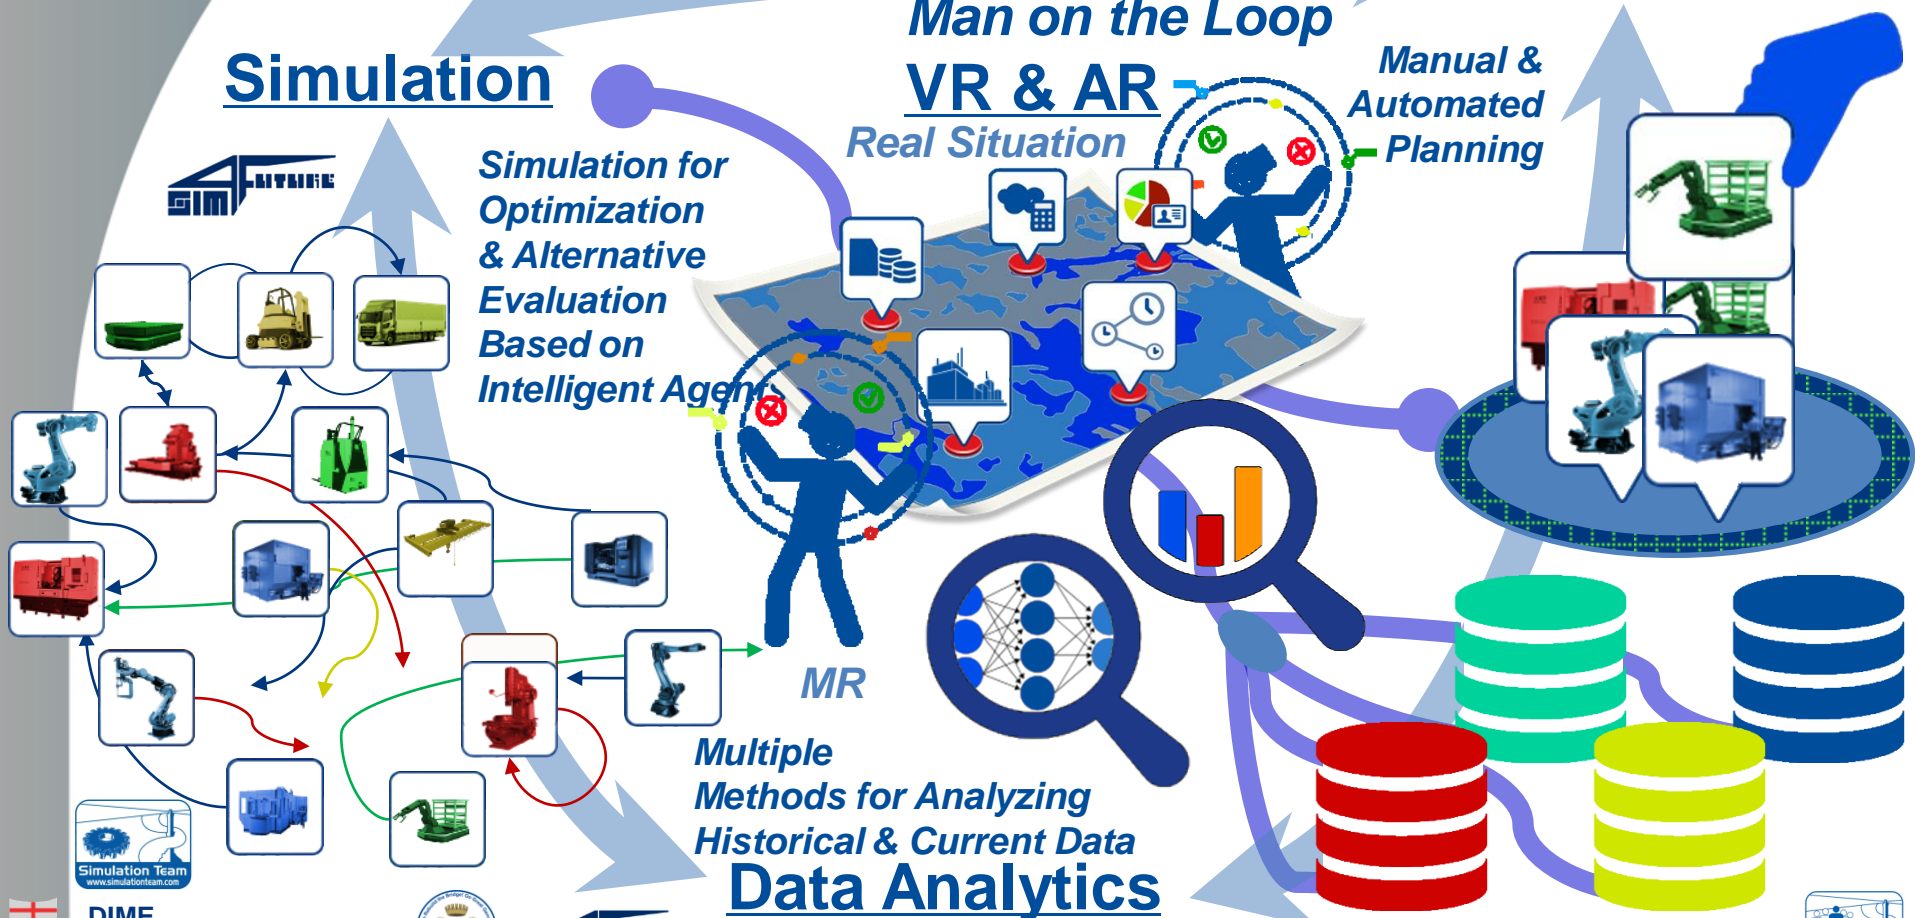 Man on the Loop
Simulation
VR & AR
Real Situation
Manual &
Automated
Planning
SIM4FUTURE
Simulation for
Optimization
& Alternative
Evaluation
Based on
Intelligent Agent
MR
Multiple
Methods for Analyzing
Historical & Current Data
Data Analytics
Simulation Team
www.simulationteam.com
DIME